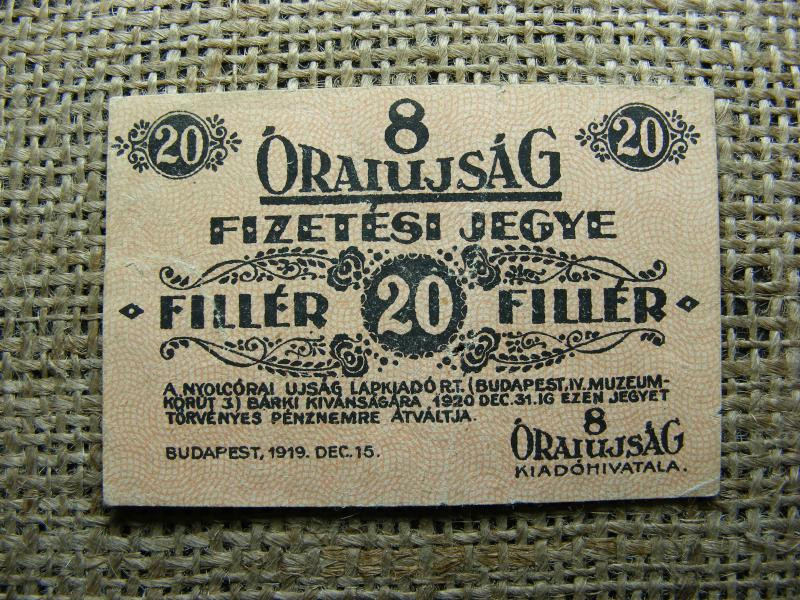 20 8 20
ÓRAIUJSÁG
FIZETÉSI JEGYE
FILLÉR 20 FILLÉR
A NYOLCÓRAI UJSÁG LAPKIADÓ R.T. (BUDAPEST, IV. MUZEUM-
KÖRUT 3) BÁRKI KIVÁNSÁGÁRA 1920 DEC. 31. IG EZEN JEGYET
TÖRVÉNYES PÉNZNEMRE ÁTVÁLTJA.
8
ÓRAIUJSÁG
BUDAPEST, 1919. DEC. 15.
KIADÓHIVATALA.